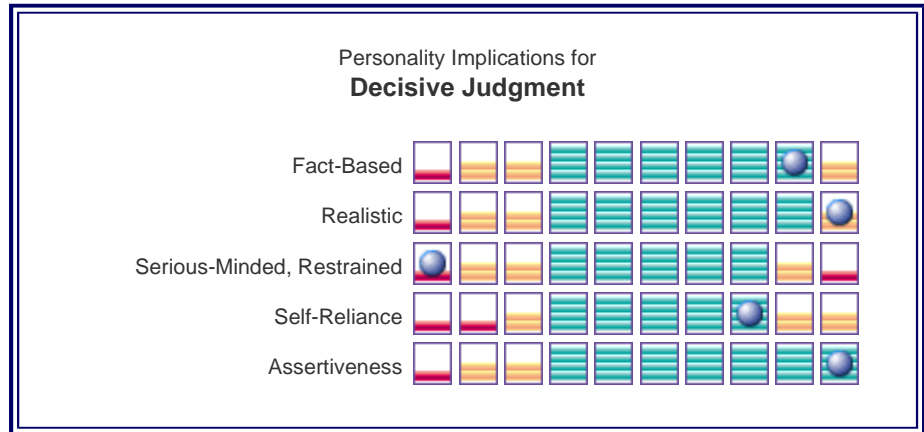 Personality Implications for
Decisive Judgment
Fact-Based
Realistic
Serious-Minded, Restrained
Self-Reliance
Assertiveness